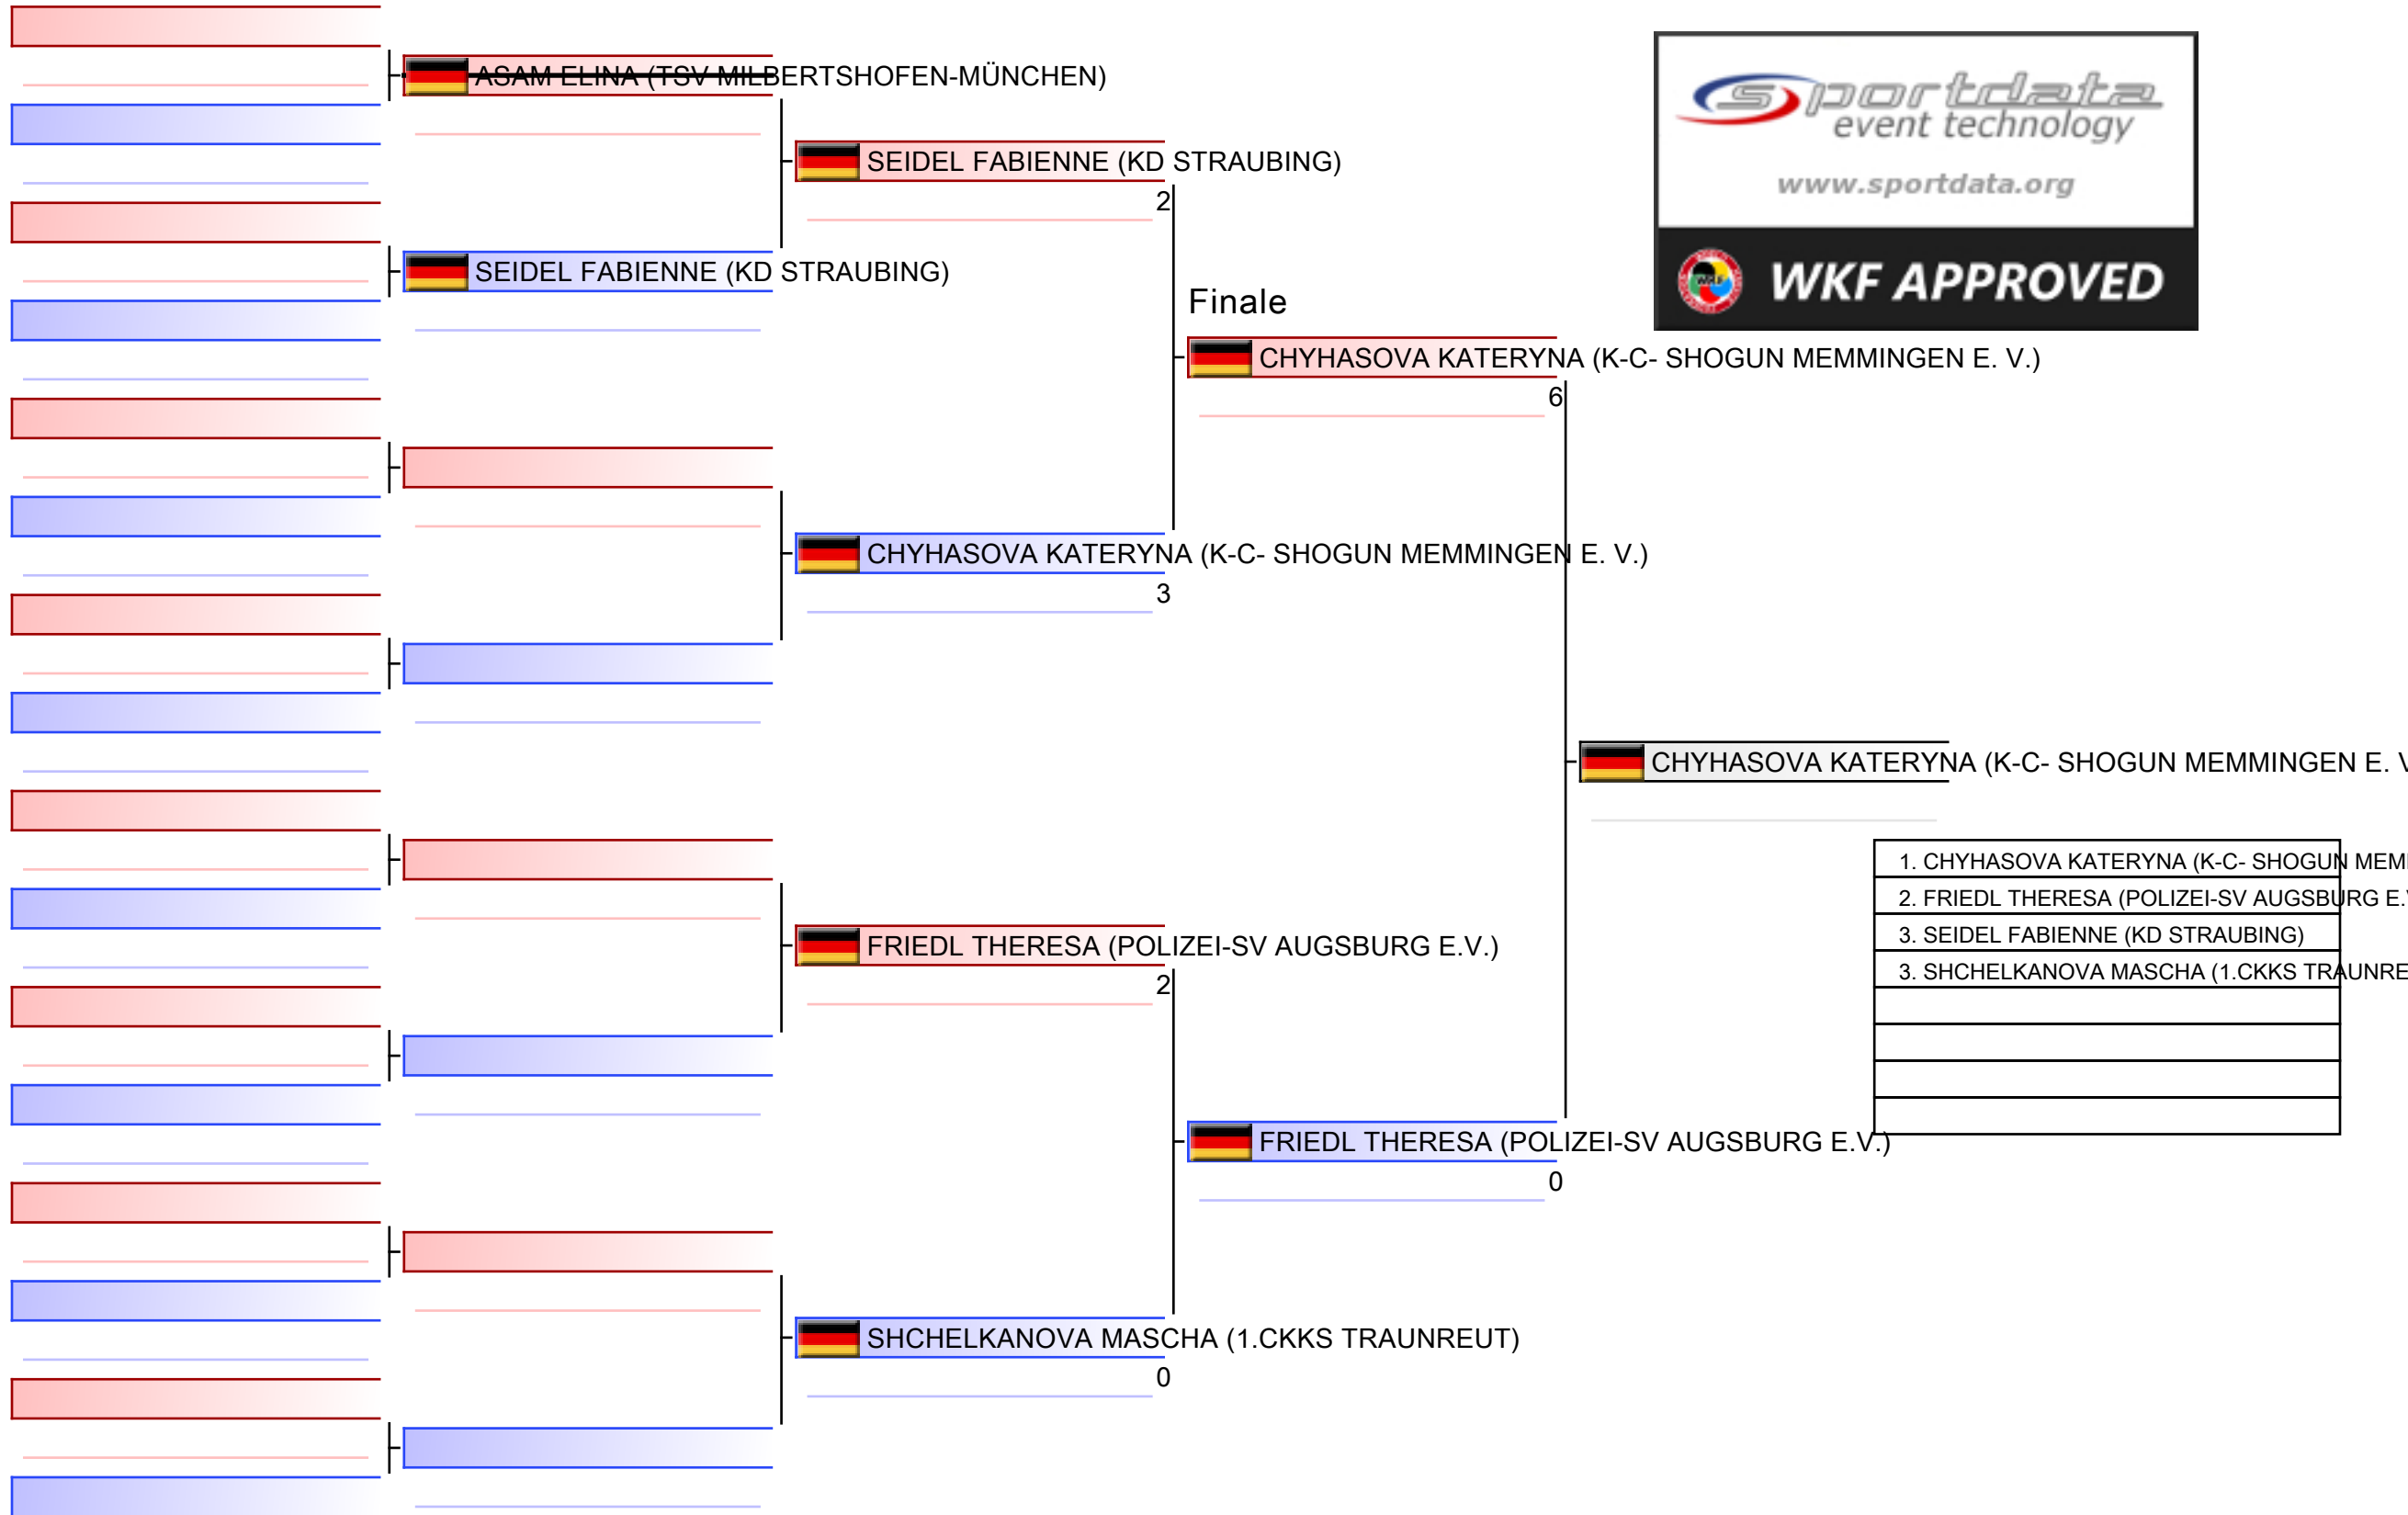 ASAM ELINA (TSV MILBERTSHOFEN-MÜNCHEN)
SEIDEL FABIENNE (KD STRAUBING)
2
SEIDEL FABIENNE (KD STRAUBING)
Finale
CHYHASOVA KATERYNA (K-C- SHOGUN MEMMINGEN E. V.)
6
CHYHASOVA KATERYNA (K-C- SHOGUN MEMMINGEN E. V.)
3
CHYHASOVA KATERYNA (K-C- SHOGUN MEMMINGEN E. V
FRIEDL THERESA (POLIZEI-SV AUGSBURG E.V.)
2
FRIEDL THERESA (POLIZEI-SV AUGSBURG E.V.)
0
SHCHELKANOVA MASCHA (1.CKKS TRAUNREUT)
0
sportdata
event technology
www.sportdata.org
WKF
WKF APPROVED
1. CHYHASOVA KATERYNA (K-C- SHOGUN MEM
2. FRIEDL THERESA (POLIZEI-SV AUGSBURG E.V
3. SEIDEL FABIENNE (KD STRAUBING)
3. SHCHELKANOVA MASCHA (1.CKKS TRAUNRE